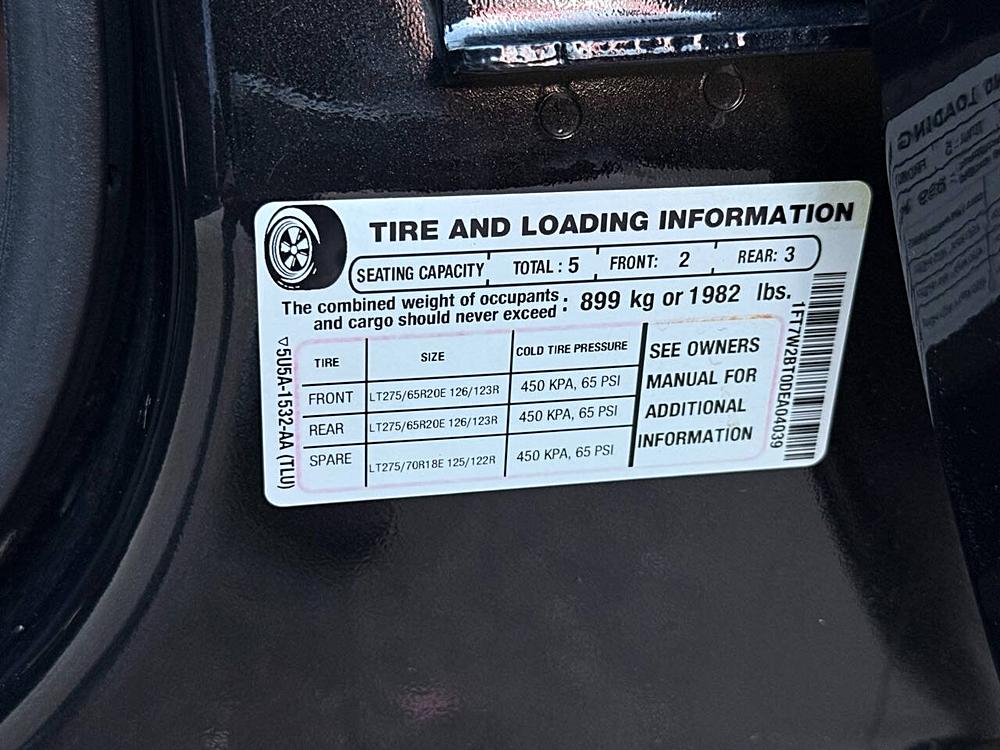 TIRE AND LOADING INFORMATION
SEATING CAPACITY TOTAL : 5 FRONT: 2 REAR: 3
The combined weight of occupants
and cargo should never exceed : 899 kg or 1982 lbs.
TIRE SIZE COLD TIRE PRESSURE
FRONT LT275/65R20E 126/123R 450 KPA, 65 PSI
REAR LT275/65R20E 126/123R 450 KPA, 65 PSI
SPARE LT275/70R18E 125/122R 450 KPA, 65 PSI
SEE OWNERS
MANUAL FOR
ADDITIONAL
INFORMATION
▽5U5A-1532-AA (TLU)
1FT7W2BT0DEA04039